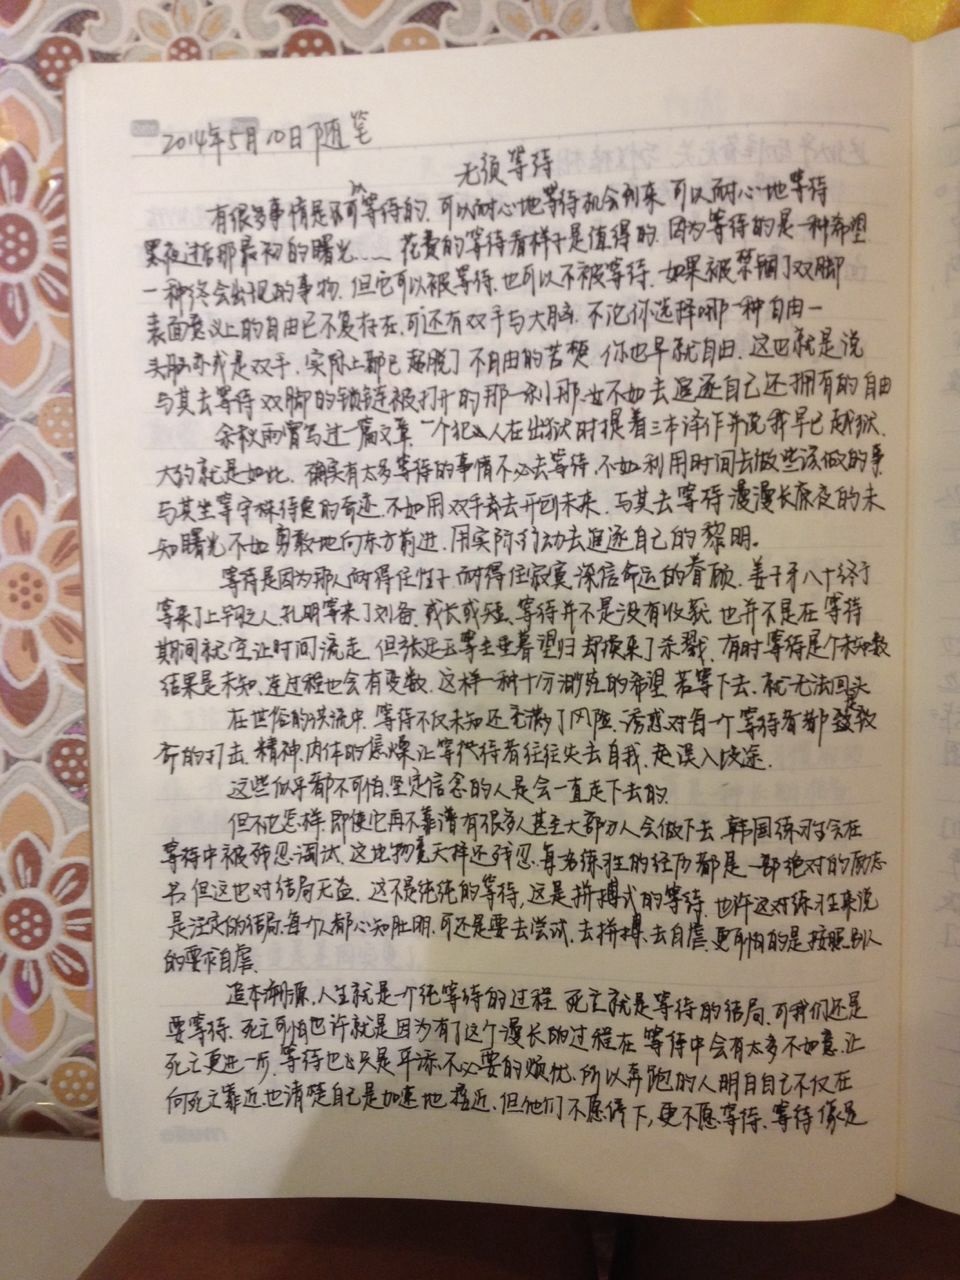 2014年5月10日 随笔
无须等待
有很多事情是不可以等待的.可以耐心地等待机会到来 可以耐心地等待
黑夜过后那最初的曙光…… 花费的等待看样子是值得的.因为等待的是一种希望
一种终会出现的事物.但它可以被等待.也可以不被等待.如果被禁锢了双脚
表面意义上的自由已不复存在,可还有双手与大脑.不论你选择哪一种自由—
头脑亦或是双手.实际上都已超脱了不自由的苦 你也早就自由.这也就是说
与其去等待双脚的锁链被打开的那一刹那,不如去追逐自己还拥有的自由
余秋雨曾写过一篇文章.一个犯人在出狱时提着三本译作并说我早已越狱.
大约就是如此.确实有太多等待的事情不必去等待.不如利用时间去做些该做的事
与其坐等守株待兔的奇迹.不如用双手去开创未来.与其去等待漫漫长夜的未
知曙光不如勇敢地向东方前进.用实际行动去追逐自己的黎明。
等待是因为那人耐得住性子 耐得住寂寞.深信命运的眷顾.姜子牙八十终于
等来了上钩之人.孔明等来了刘备.或长或短.等待并不是没有收获.也并不是在等待
期间就空让时间流走.但 等 垂暮望归却换来了杀戮.有时等待是个未知数
结果是未知.连过程也会有变数.这样一种十分渺茫的希望 若等下去.就无法回头
在世俗的洪流中.等待不仅未知还充满了风险.诱惑对每一个等待者都是致
命的打击.精神.肉体的焦燥让等待者往往失去自我.误入歧途.
这些似乎都不可怕.坚定信念的人是会一直走下去的.
但不论怎样.即使它再不靠谱有很多人甚至大部分人会做下去.韩国练习生会在
等待中被残忍调试.这比物竞天择还残忍.每名练习生的经历都是一部绝对的励志
书.但这也对结局无益.这不是纯纯的等待,这是拼搏式的等待.也许这对练习生来说
是注定的结局.每个人都心知肚明.可还是要去尝试.去拼搏.去自虐.更可怕的是按照别人
的要求自虐.
追本溯源,人生就是一个纯等待的过程 死亡就是等待的结局.可我们还是
要等待.死亡可怕也许就是因为有了这个漫长的过程在 等待中会有太多不如意.让
死亡更进一步.等待也只是平添不必要的烦忧.所以奔跑的人明白自己不仅在
向死亡靠近.也清楚自己是加速地接近.但他们不愿停下,更不愿等待.等待像是